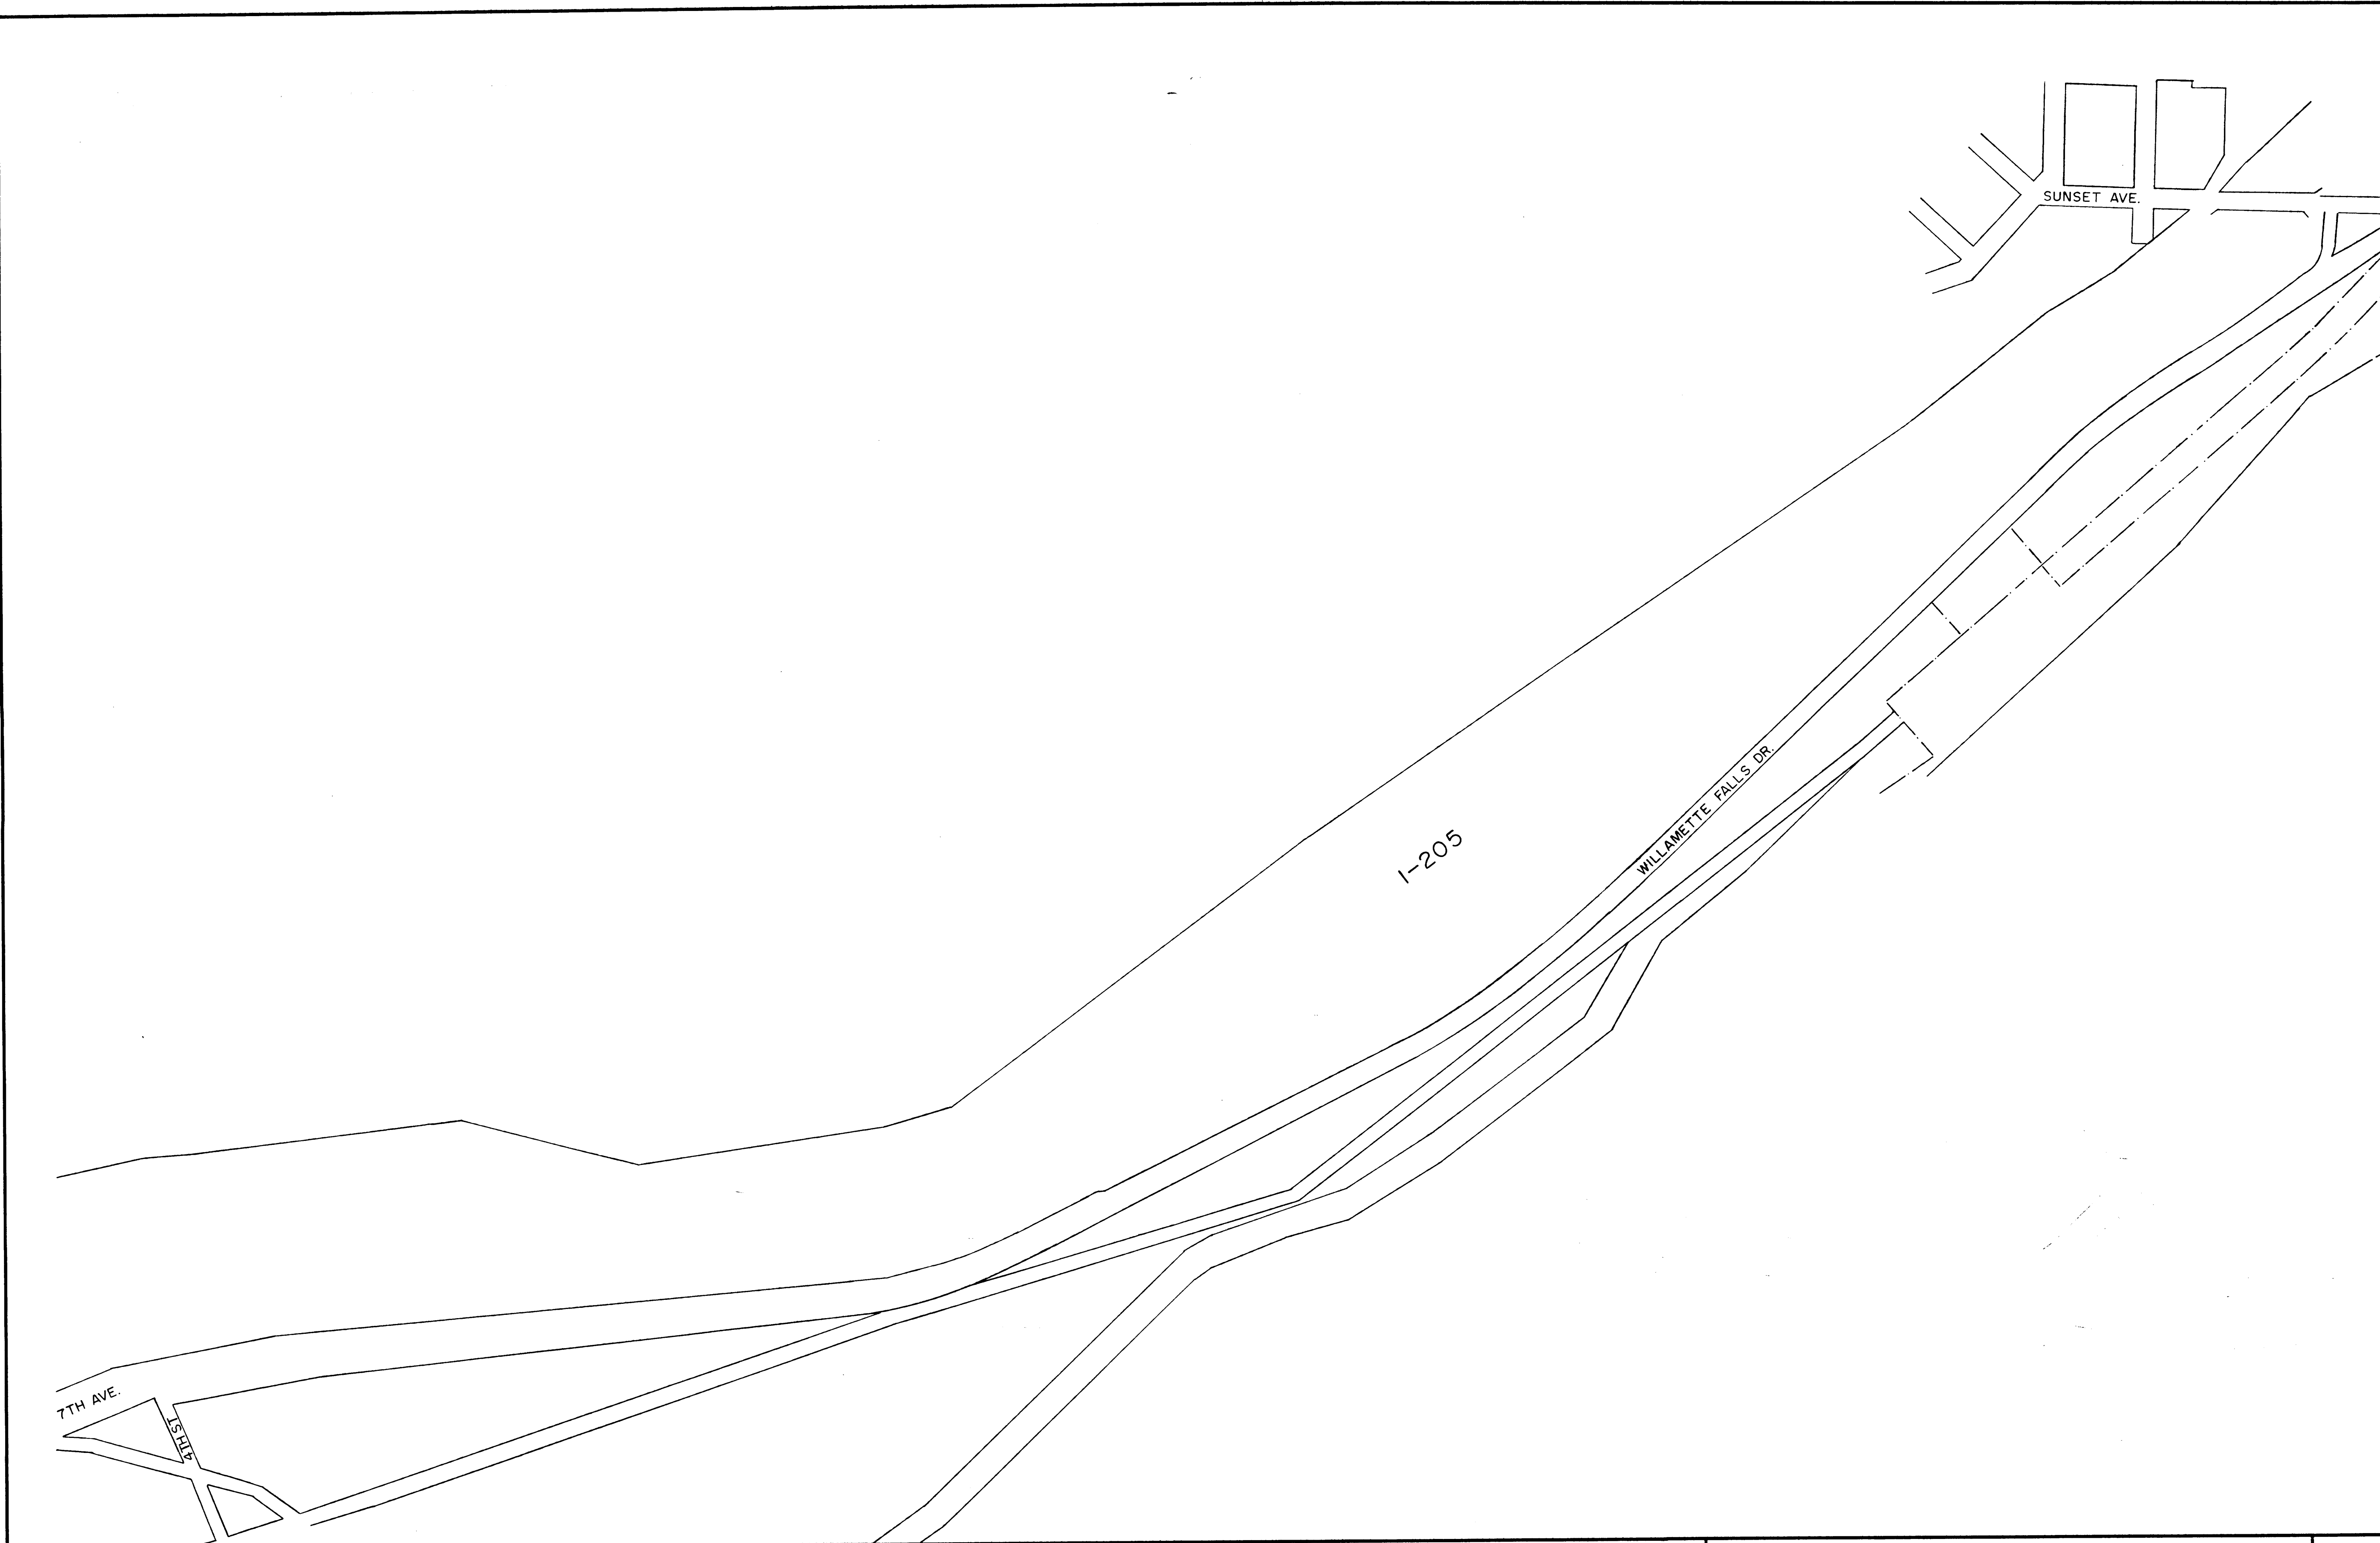 SUNSET AVE.
WILLAMETTE FALLS DR.
I-205
7TH AVE.
4TH ST